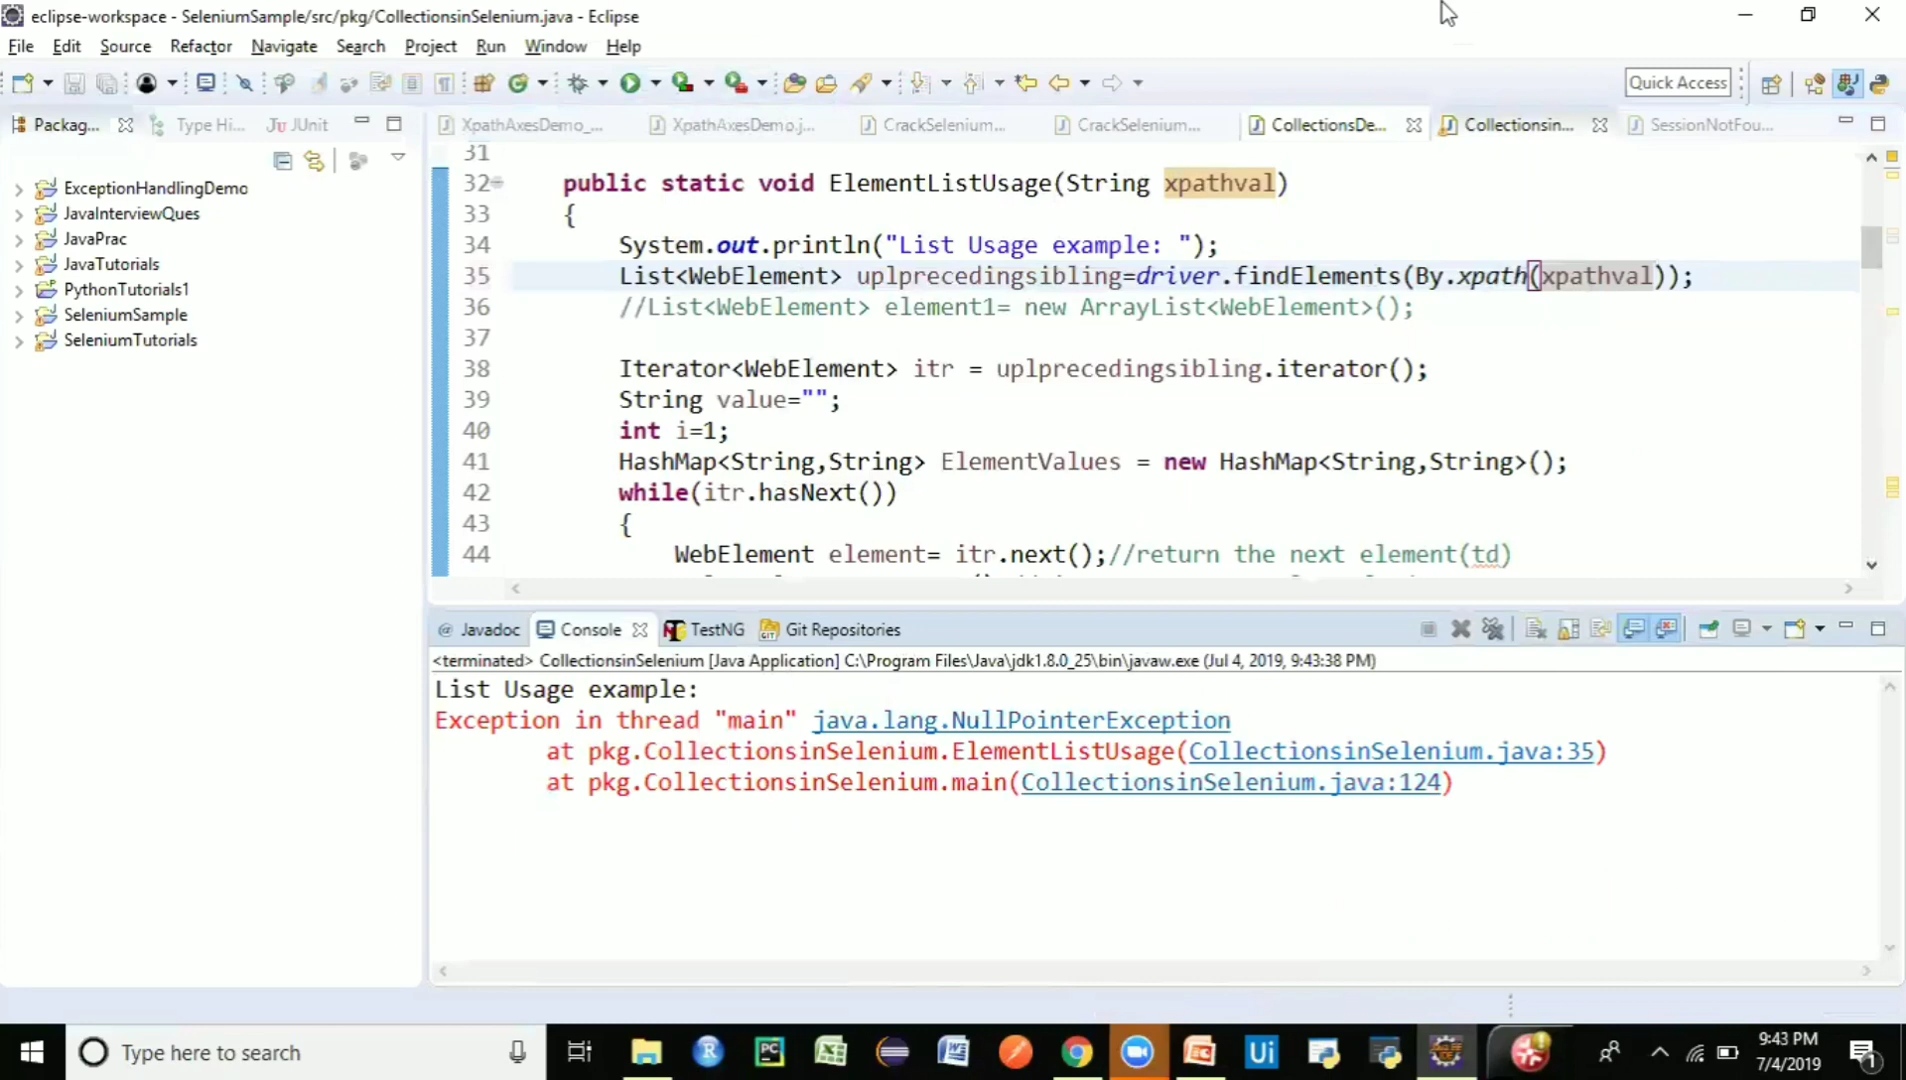 eclipse-workspace - SeleniumSample/src/pkg/CollectionsinSelenium.java - Eclipse
File Edit Source Refactor Navigate Search Project Run Window Help
Quick Access
Packag... Type Hi... JUnit
XpathAxesDemo_... XpathAxesDemo.j... CrackSelenium... CrackSelenium... CollectionsDe... Collectionsin... SessionNotFou...
ExceptionHandlingDemo
JavaInterviewQues
JavaPrac
JavaTutorials
PythonTutorials1
SeleniumSample
SeleniumTutorials
31
32 public static void ElementListUsage(String xpathval)
33 {
34 System.out.println("List Usage example: ");
35 List<WebElement> uplprecedingsibling=driver.findElements(By.xpath(xpathval));
36 //List<WebElement> element1= new ArrayList<WebElement>();
37
38 Iterator<WebElement> itr = uplprecedingsibling.iterator();
39 String value="";
40 int i=1;
41 HashMap<String,String> ElementValues = new HashMap<String,String>();
42 while(itr.hasNext())
43 {
44 WebElement element= itr.next();//return the next element(td)
Javadoc Console TestNG Git Repositories
<terminated> CollectionsinSelenium [Java Application] C:\Program Files\Java\jdk1.8.0_25\bin\javaw.exe (Jul 4, 2019, 9:43:38 PM)
List Usage example:
Exception in thread "main" java.lang.NullPointerException
at pkg.CollectionsinSelenium.ElementListUsage(CollectionsinSelenium.java:35)
at pkg.CollectionsinSelenium.main(CollectionsinSelenium.java:124)
Type here to search
9:43 PM
7/4/2019